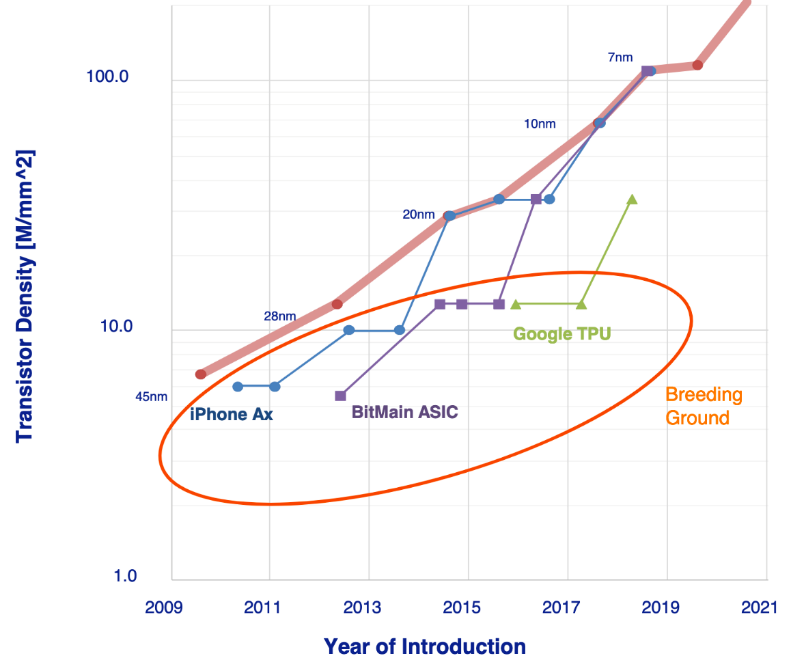 7nm
100.0
10nm
20nm
28nm
10.0
Google TPU
45nm
iPhone Ax
BitMain ASIC
Breeding
Ground
1.0
Transistor Density [M/mm^2]
2009 2011 2013 2015 2017 2019 2021
Year of Introduction